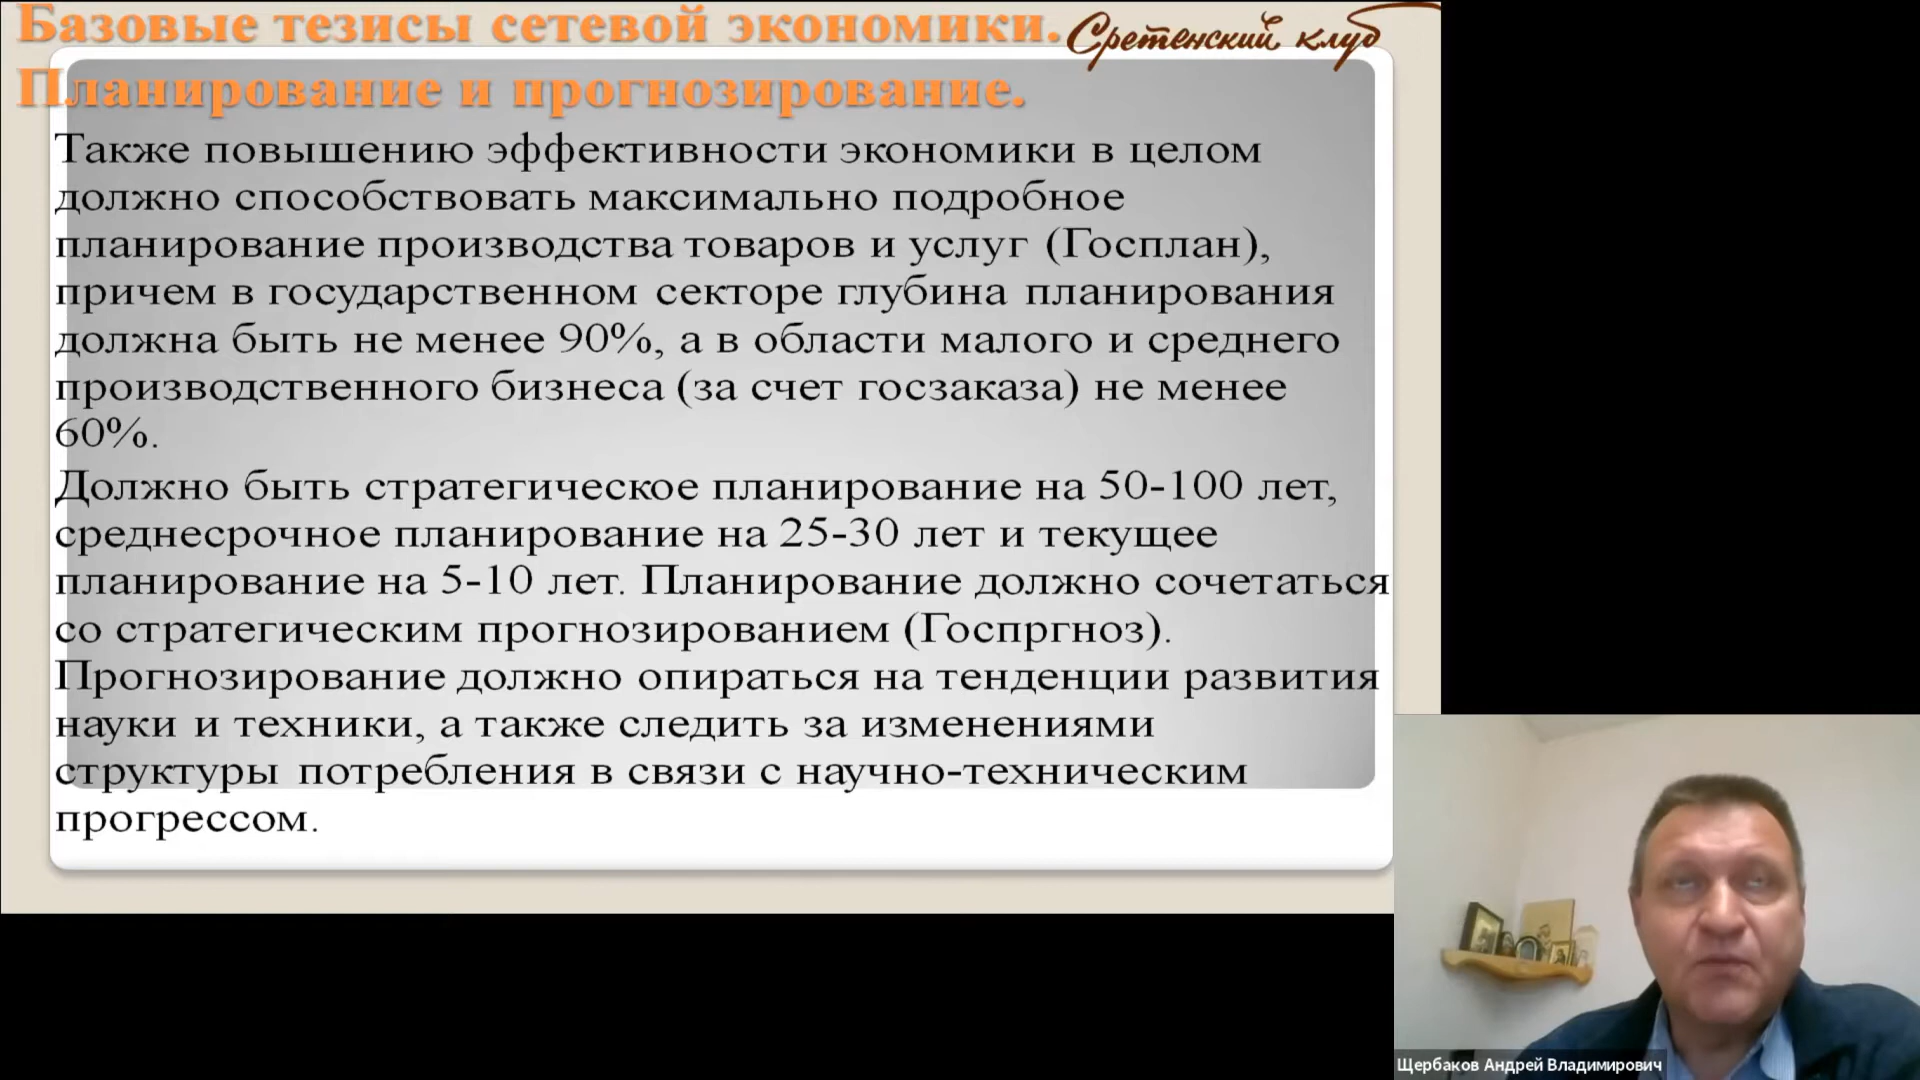 Базовые тезисы сетевой экономики.
Сретенский клуб
Планирование и прогнозирование.
Также повышению эффективности экономики в целом
должно способствовать максимально подробное
планирование производства товаров и услуг (Госплан),
причем в государственном секторе глубина планирования
должна быть не менее 90%, а в области малого и среднего
производственного бизнеса (за счет госзаказа) не менее
60%.
Должно быть стратегическое планирование на 50-100 лет,
среднесрочное планирование на 25-30 лет и текущее
планирование на 5-10 лет. Планирование должно сочетаться
со стратегическим прогнозированием (Госпргноз).
Прогнозирование должно опираться на тенденции развития
науки и техники, а также следить за изменениями
структуры потребления в связи с научно-техническим
прогрессом.
Щербаков Андрей Владимирович